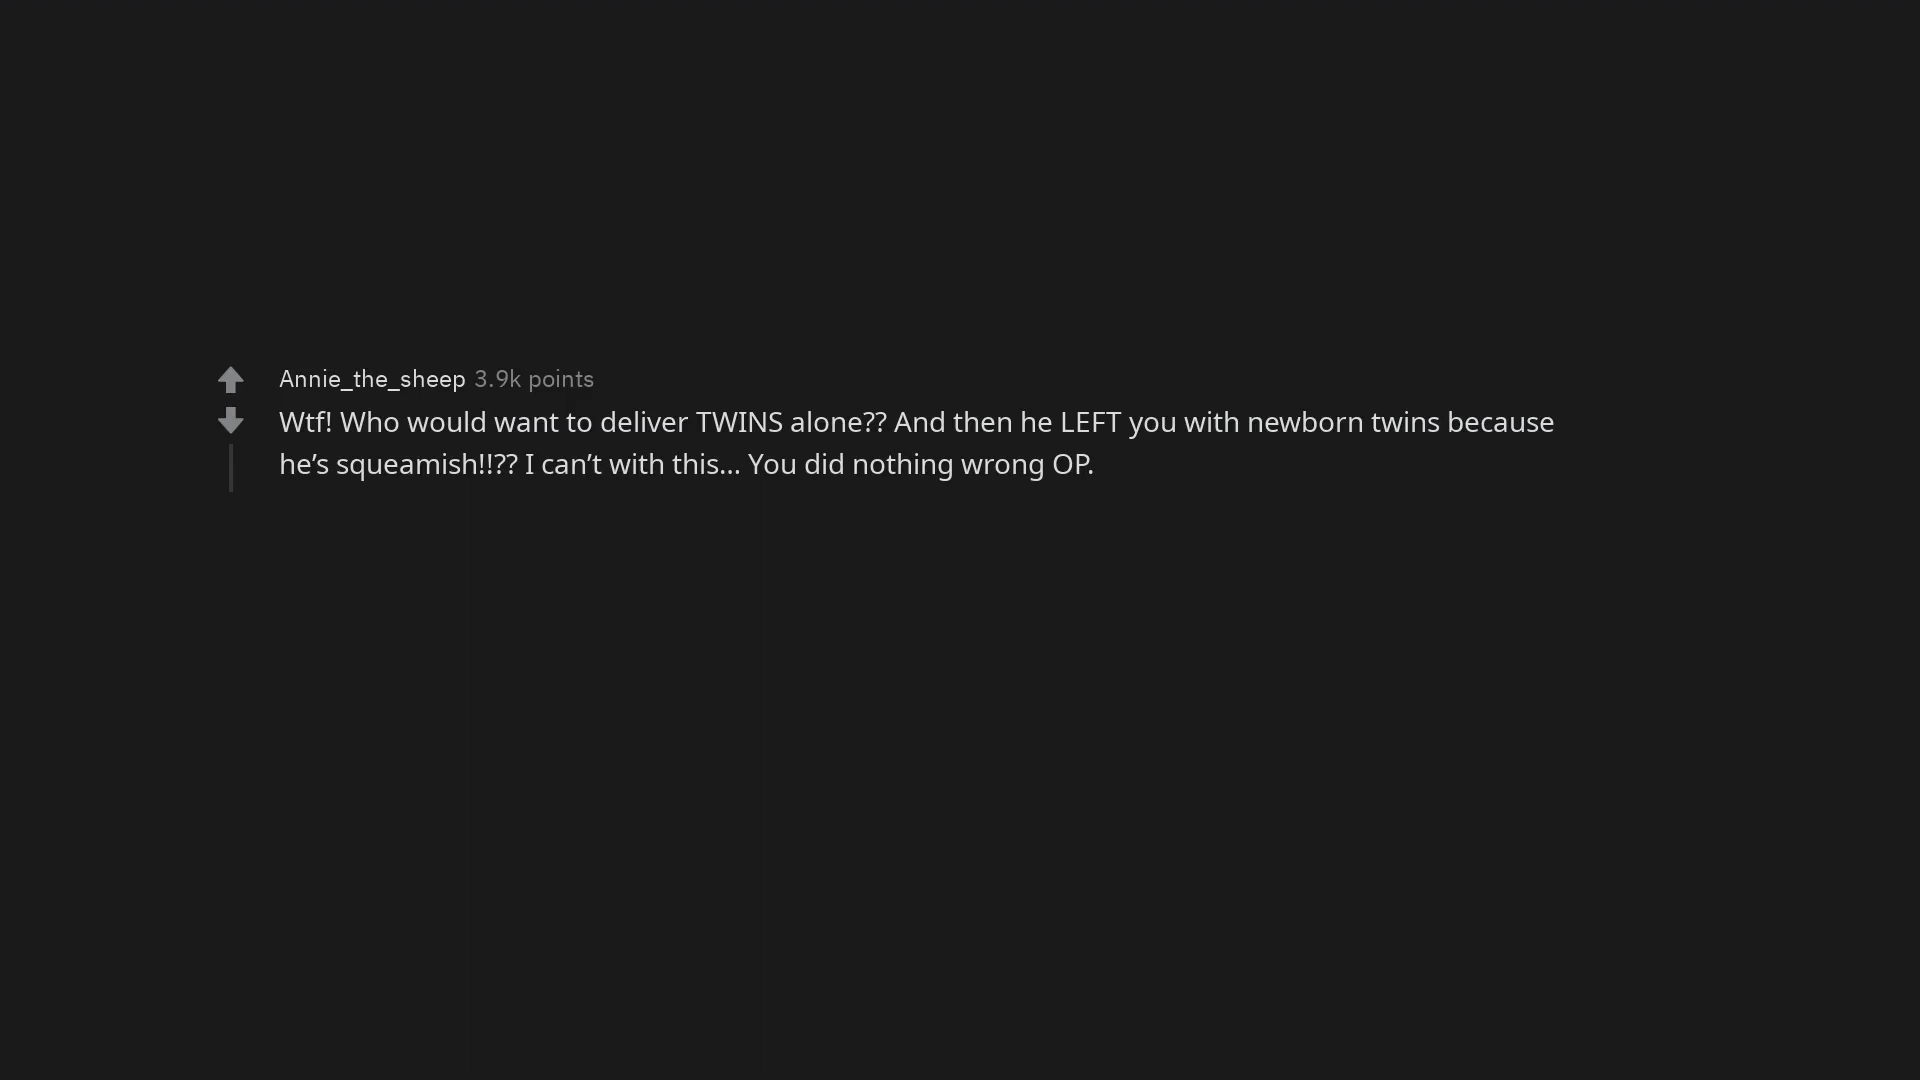 Annie_the_sheep 3.9k points
Wtf! Who would want to deliver TWINS alone?? And then he LEFT you with newborn twins because
he’s squeamish!!?? I can’t with this... You did nothing wrong OP.